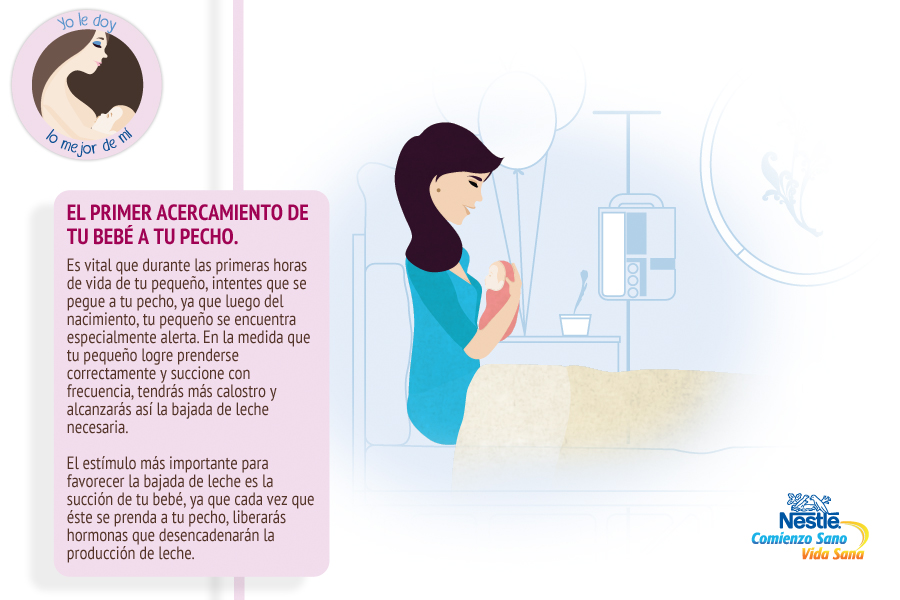 Yo le doy
lo mejor de mí
EL PRIMER ACERCAMIENTO DE
TU BEBÉ A TU PECHO.
Es vital que durante las primeras horas
de vida de tu pequeño, intentes que se
pegue a tu pecho, ya que luego del
nacimiento, tu pequeño se encuentra
especialmente alerta. En la medida que
tu pequeño logre prenderse
correctamente y succione con
frecuencia, tendrás más calostro y
alcanzarás así la bajada de leche
necesaria.
El estímulo más importante para
favorecer la bajada de leche es la
succión de tu bebé, ya que cada vez que
éste se prenda a tu pecho, liberarás
hormonas que desencadenarán la
producción de leche.
Nestlé
Comienzo Sano
Vida Sana